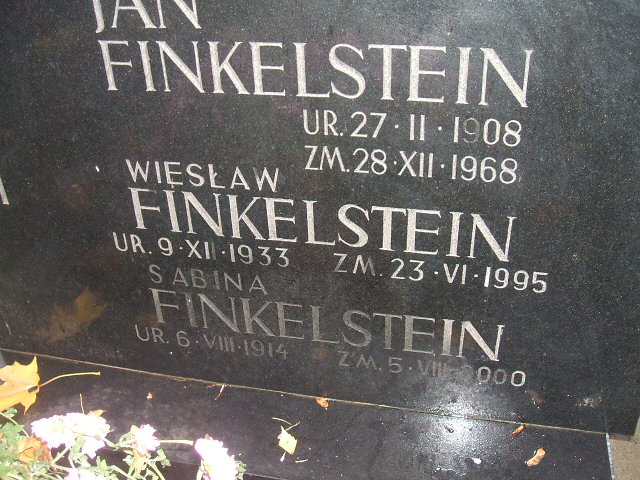 JAN
FINKELSTEIN
UR. 27 · II · 1908
ZM. 28 · XII · 1968
WIĘSŁAW
FINKELSTEIN
UR. 9 · XII · 1933 ZM. 23 · VI · 1995
SABINA
FINKELSTEIN
UR. 6 · VIII · 1914 ZM. 5 · VIII · 2000